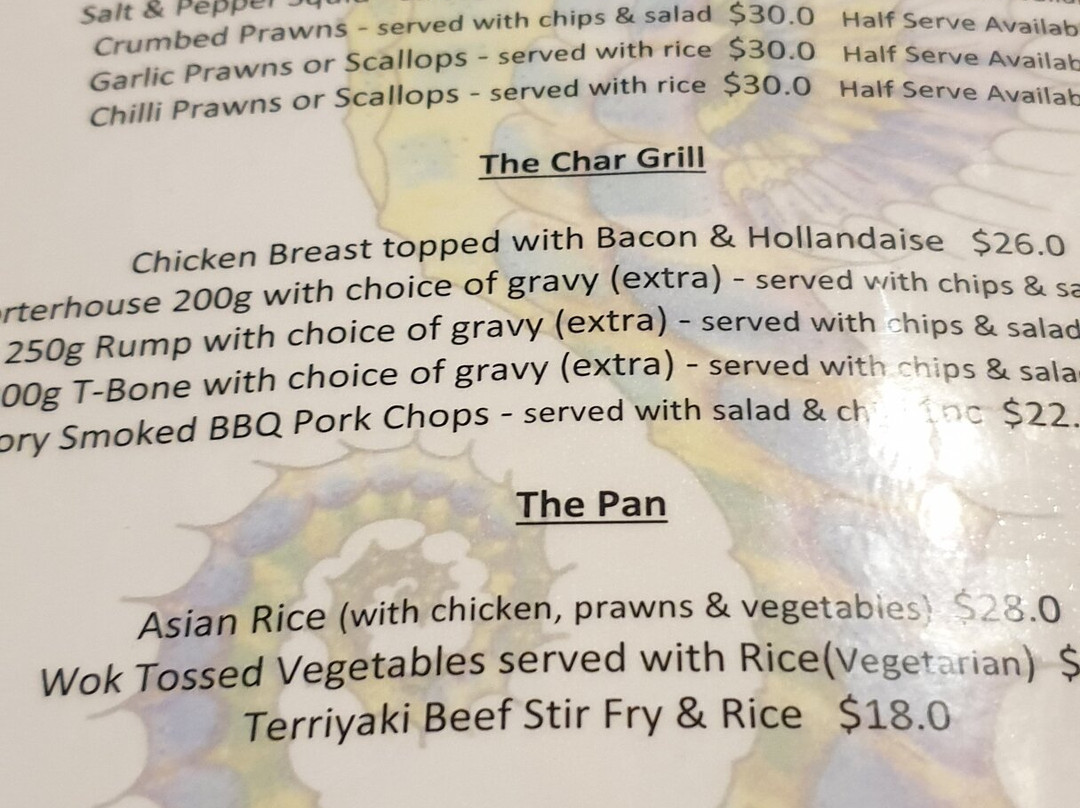 Salt & Pepper
Crumbed Prawns - served with chips & salad $30.0 Half Serve Availab
Garlic Prawns or Scallops - served with rice $30.0 Half Serve Availab
Chilli Prawns or Scallops - served with rice $30.0 Half Serve Availab
The Char Grill
Chicken Breast topped with Bacon & Hollandaise $26.0
rterhouse 200g with choice of gravy (extra) - served with chips & sa
250g Rump with choice of gravy (extra) - served with chips & salad
00g T-Bone with choice of gravy (extra) - served with chips & sala
ory Smoked BBQ Pork Chops - served with salad & ch $22.
The Pan
Asian Rice (with chicken, prawns & vegetables) $28.0
Wok Tossed Vegetables served with Rice(Vegetarian) $
Terriyaki Beef Stir Fry & Rice $18.0